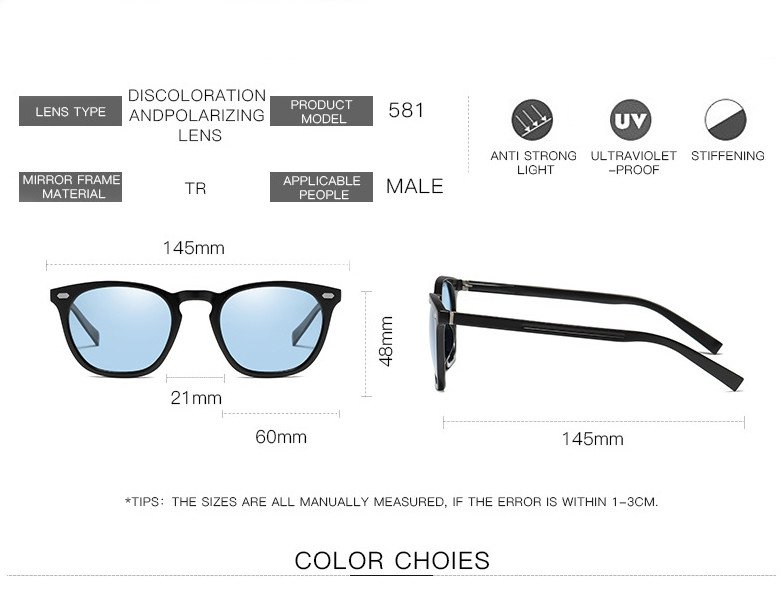 LENS TYPE
DISCOLORATION
ANDPOLARIZING
LENS
PRODUCT
MODEL
581
MIRROR FRAME
MATERIAL
TR
APPLICABLE
PEOPLE
MALE
ANTI STRONG
LIGHT
UV
ULTRAVIOLET
-PROOF
STIFFENING
145mm
48mm
21mm
60mm
145mm
*TIPS: THE SIZES ARE ALL MANUALLY MEASURED, IF THE ERROR IS WITHIN 1-3CM.
COLOR CHOIES